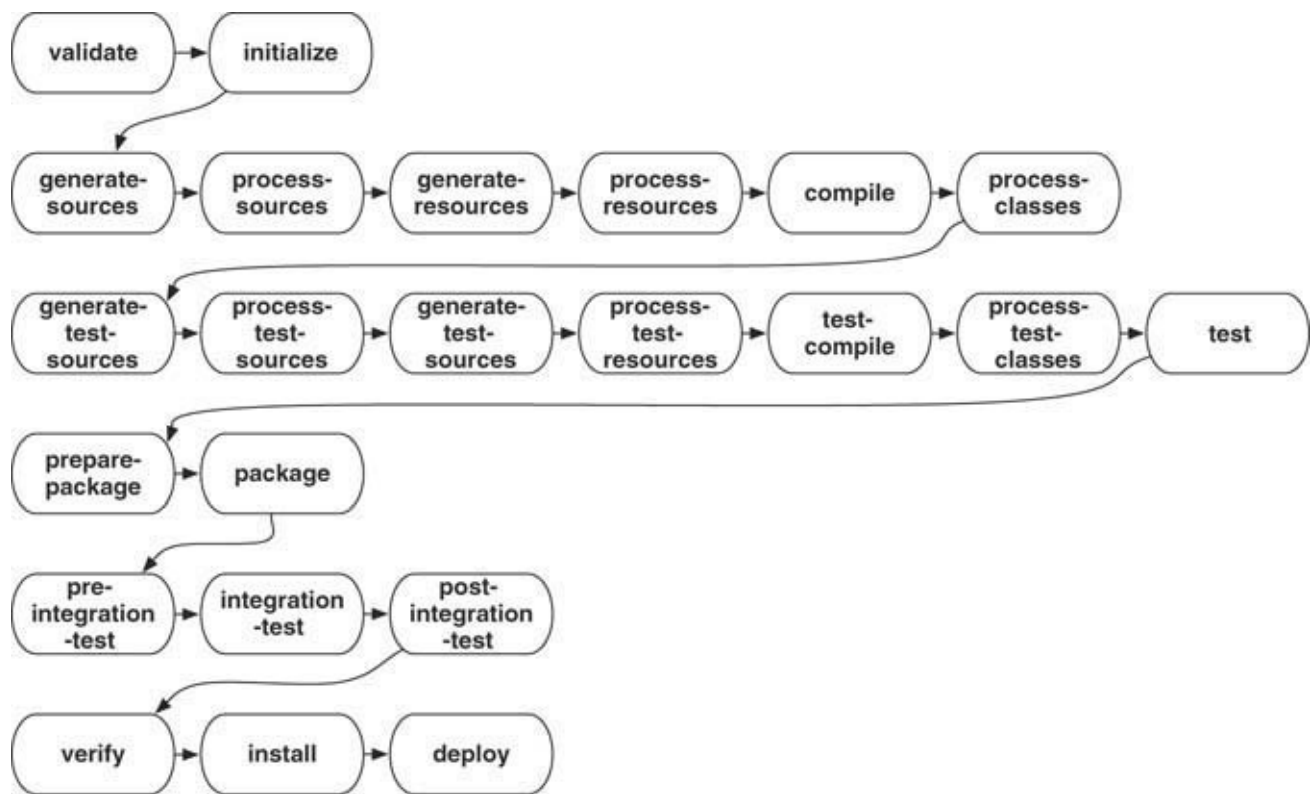 validate
initialize
generate-
sources
process-
sources
generate-
resources
process-
resources
compile
process-
classes
generate-
test-
sources
process-
test-
sources
generate-
test-
sources
process-
test-
resources
test-
compile
process-
test-
classes
test
prepare-
package
package
pre-
integration
-test
integration
-test
post-
integration
-test
verify
install
deploy